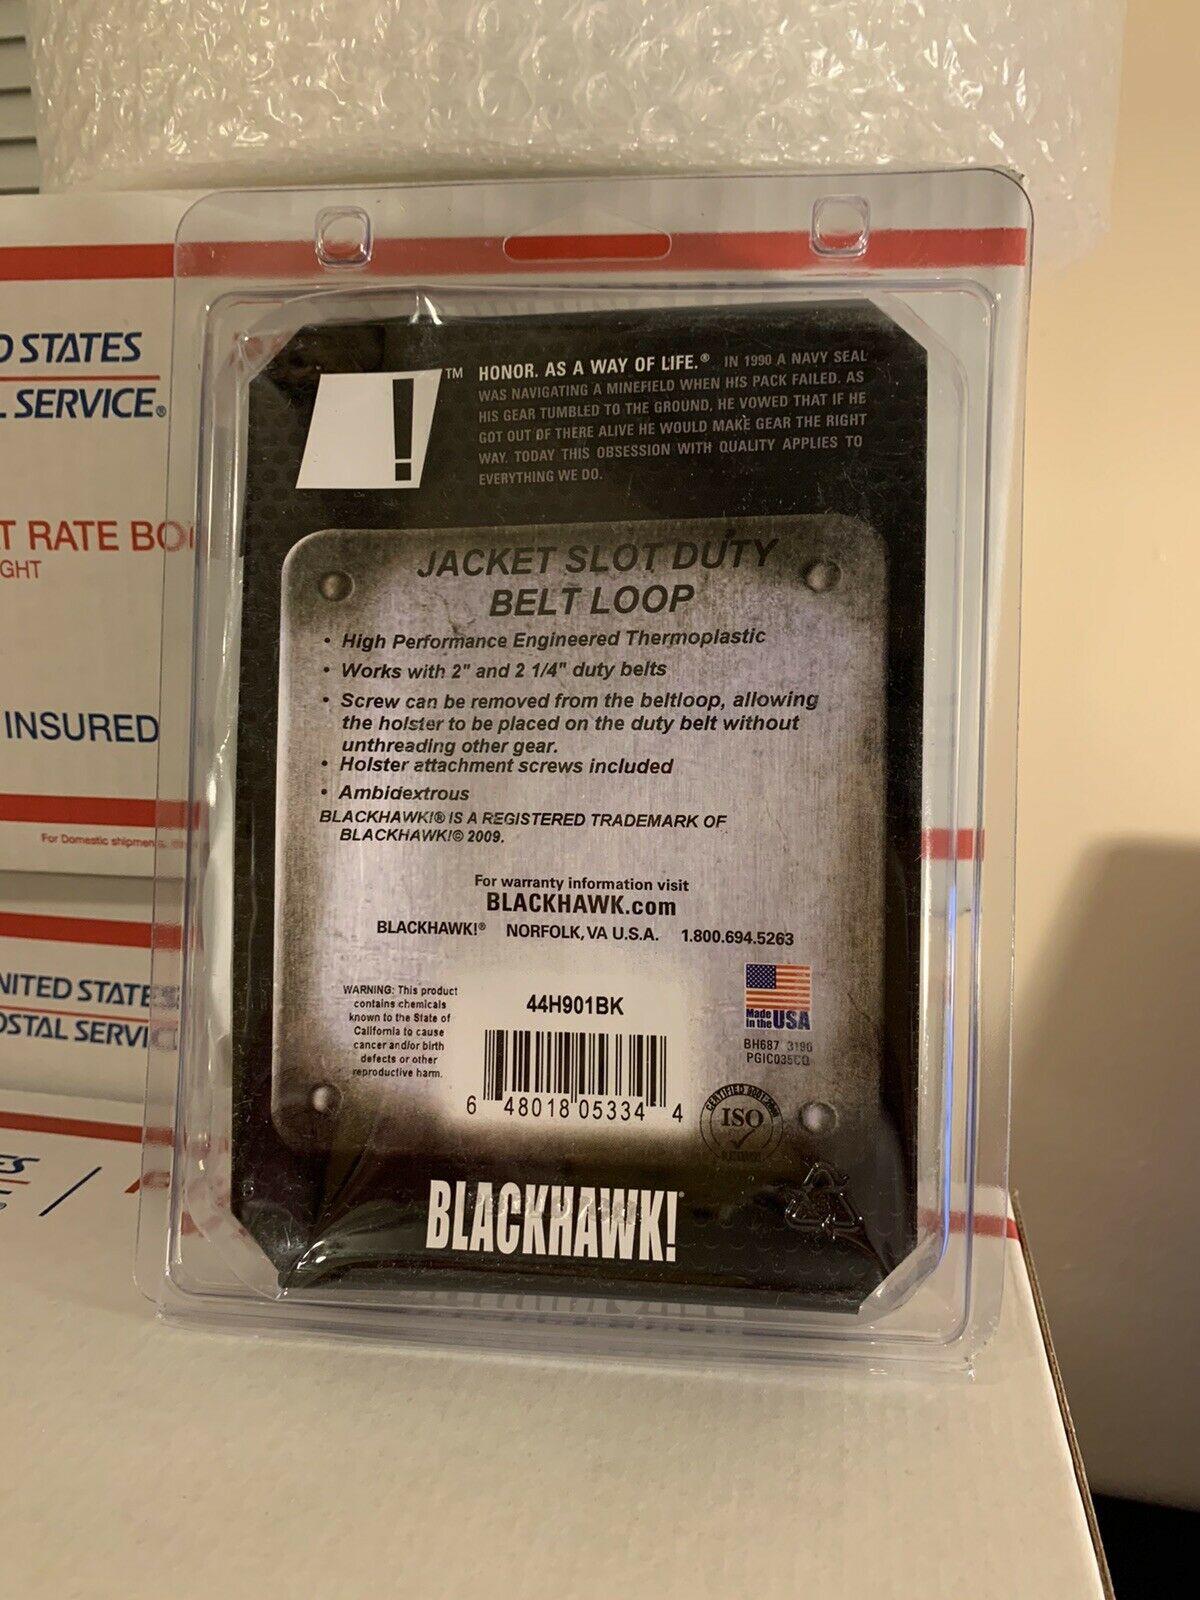 D STATES
L SERVICE®
T RATE BO
GHT
INSURED
For Domestic shipments,
NITED STATES
OSTAL SERVIC
!™
HONOR. AS A WAY OF LIFE.® IN 1990 A NAVY SEAL
WAS NAVIGATING A MINEFIELD WHEN HIS PACK FAILED. AS
HIS GEAR TUMBLED TO THE GROUND, HE VOWED THAT IF HE
GOT OUT OF THERE ALIVE HE WOULD MAKE GEAR THE RIGHT
WAY. TODAY THIS OBSESSION WITH QUALITY APPLIES TO
EVERYTHING WE DO.
JACKET SLOT DUTY
BELT LOOP
• High Performance Engineered Thermoplastic
• Works with 2" and 2 1/4" duty belts
• Screw can be removed from the beltloop, allowing
the holster to be placed on the duty belt without
unthreading other gear.
• Holster attachment screws included
• Ambidextrous
BLACKHAWK!® IS A REGISTERED TRADEMARK OF
BLACKHAWK!© 2009.
For warranty information visit
BLACKHAWK.com
BLACKHAWK!® NORFOLK, VA U.S.A. 1.800.694.5263
WARNING: This product
contains chemicals
known to the State of
California to cause
cancer and/or birth
defects or other
reproductive harm.
44H901BK
6 48018 05334 4
Made
in the USA
BH687 3190
PGIC035CO
CERTIFIED
ISO
BLACKHAWK!